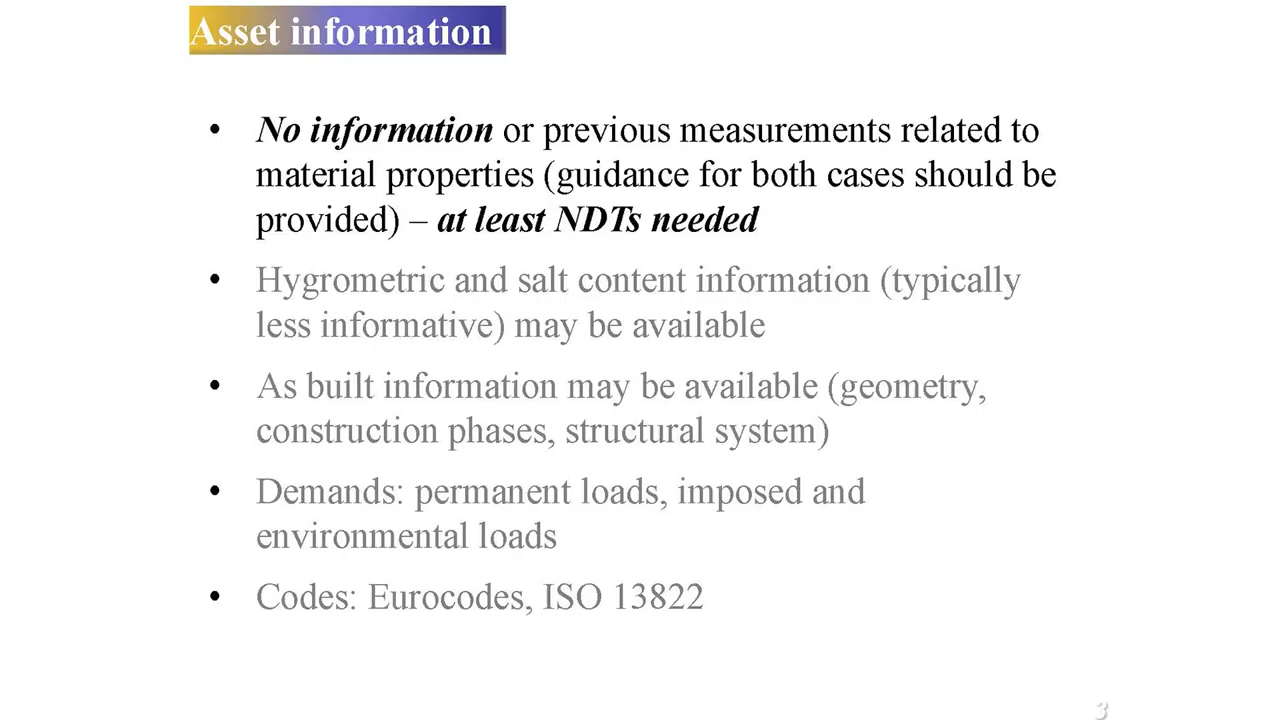 Asset information
• No information or previous measurements related to
material properties (guidance for both cases should be
provided) – at least NDTs needed
• Hygrometric and salt content information (typically
less informative) may be available
• As built information may be available (geometry,
construction phases, structural system)
• Demands: permanent loads, imposed and
environmental loads
• Codes: Eurocodes, ISO 13822
3